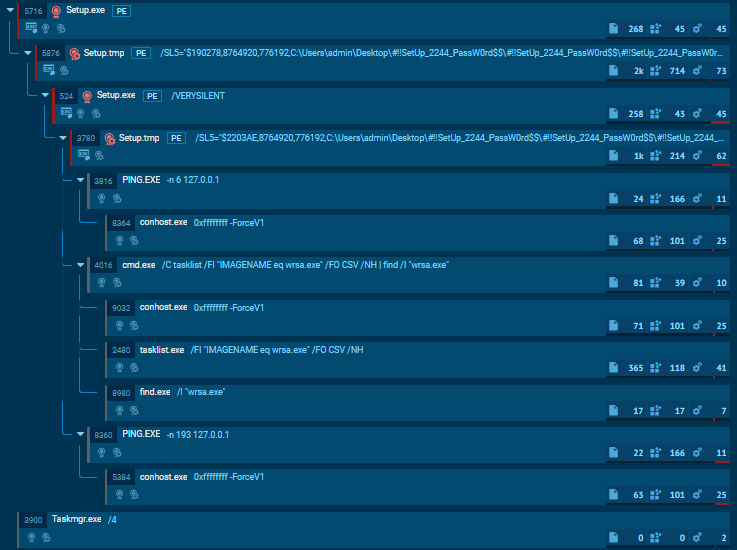 5716 Setup.exe PE
268 45 45
5876 Setup.tmp PE /SL5="$190278,8764920,776192,C:\Users\admin\Desktop\#!!SetUp_2244_PassW0rd$$\#!!SetUp_2244_PassW0r...
2k 714 73
524 Setup.exe PE /VERYSILENT
258 43 45
3780 Setup.tmp PE /SL5="$2203AE,8764920,776192,C:\Users\admin\Desktop\#!!SetUp_2244_PassW0rd$$\#!!SetUp_2244_PassW0rd$$\#!!SetUp_2244_...
1k 214 62
3816 PING.EXE -n 6 127.0.0.1
24 166 11
8364 conhost.exe 0xffffffff -ForceV1
68 101 25
4016 cmd.exe /C tasklist /FI "IMAGENAME eq wrsa.exe" /FO CSV /NH | find /I "wrsa.exe"
81 39 10
9032 conhost.exe 0xffffffff -ForceV1
71 101 25
2480 tasklist.exe /FI "IMAGENAME eq wrsa.exe" /FO CSV /NH
365 118 41
8980 find.exe /I "wrsa.exe"
17 17 7
8360 PING.EXE -n 193 127.0.0.1
22 166 11
5384 conhost.exe 0xffffffff -ForceV1
63 101 25
3900 Taskmgr.exe /4
0 0 2